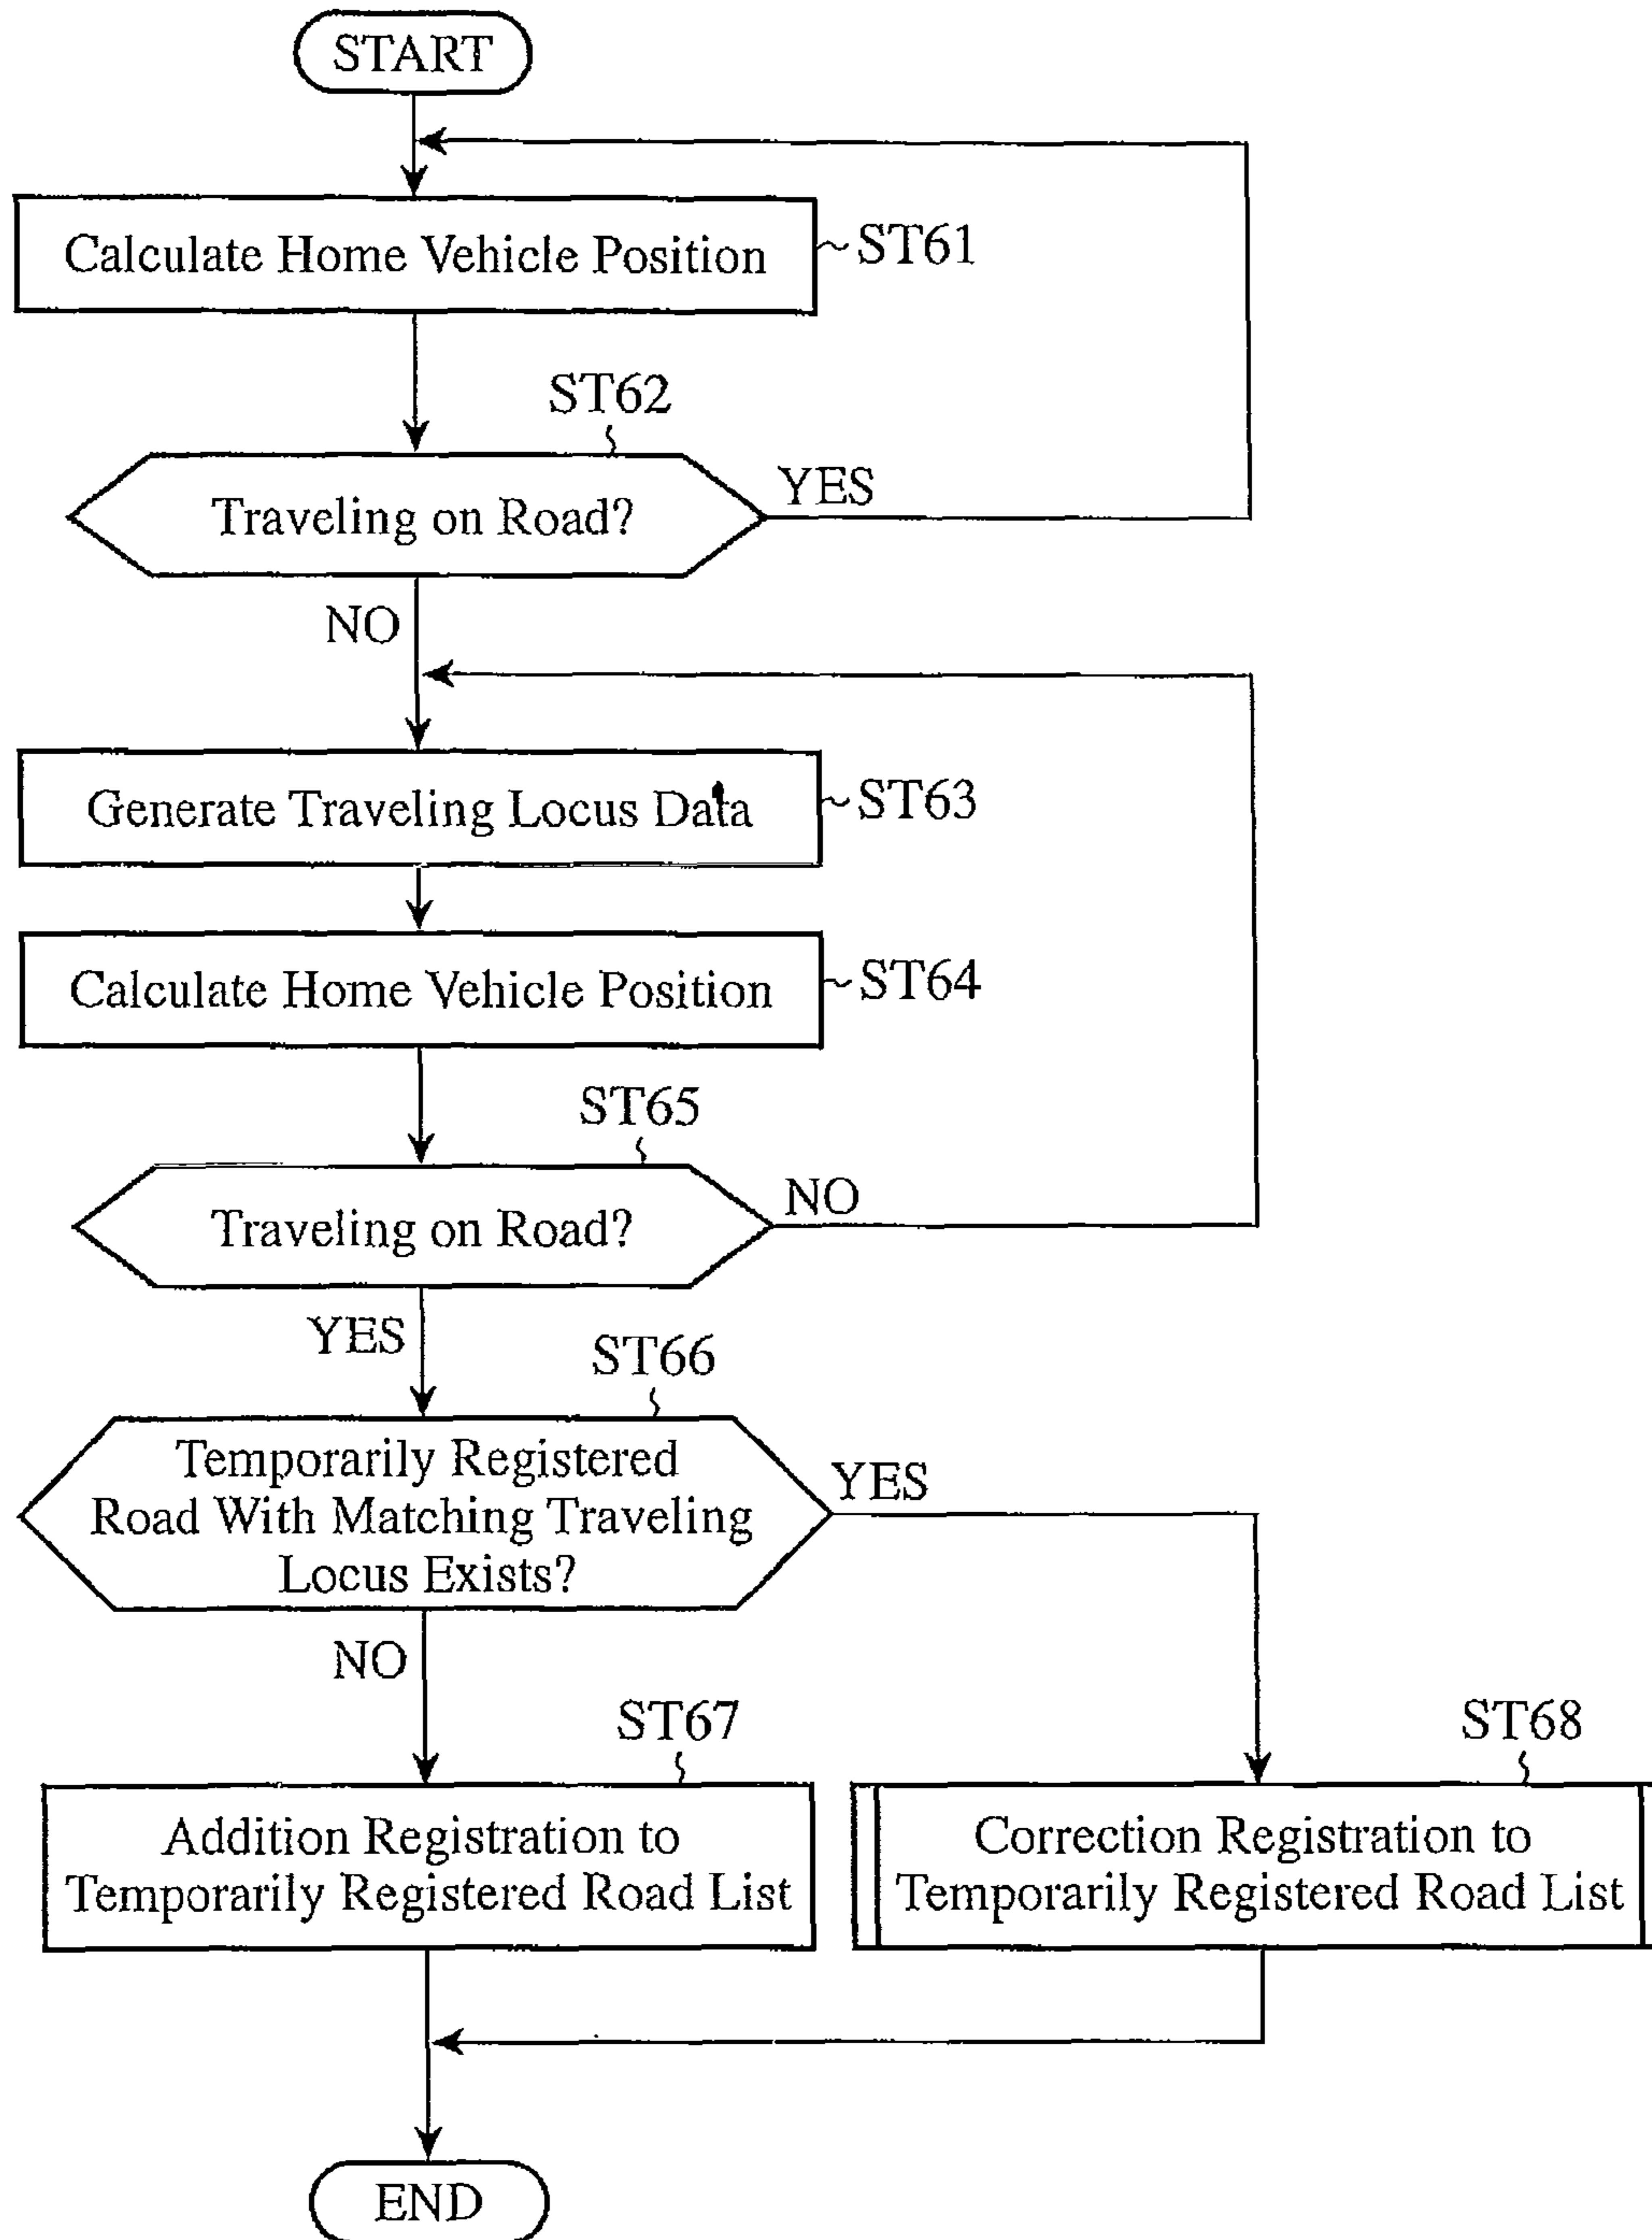 START
Calculate Home Vehicle Position
ST61
ST62
Traveling on Road?
YES
NO
Generate Traveling Locus Data
ST63
Calculate Home Vehicle Position
ST64
ST65
Traveling on Road?
NO
YES
ST66
Temporarily Registered
Road With Matching Traveling
Locus Exists?
YES
NO
ST67
Addition Registration to
Temporarily Registered Road List
ST68
Correction Registration to
Temporarily Registered Road List
END